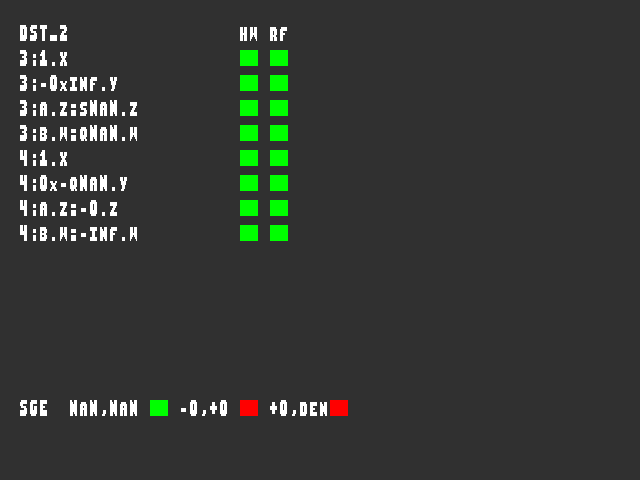 DST_2 HW RF
3:1.X
3:-0xINF.Y
3:A.Z=SNAN.Z
3:B.W=QNAN.W
4:1.X
4:0x-QNAN.Y
4:A.Z=-0.Z
4:B.W=-INF.W
SGE NAN,NAN -0,+0 +0,DEN